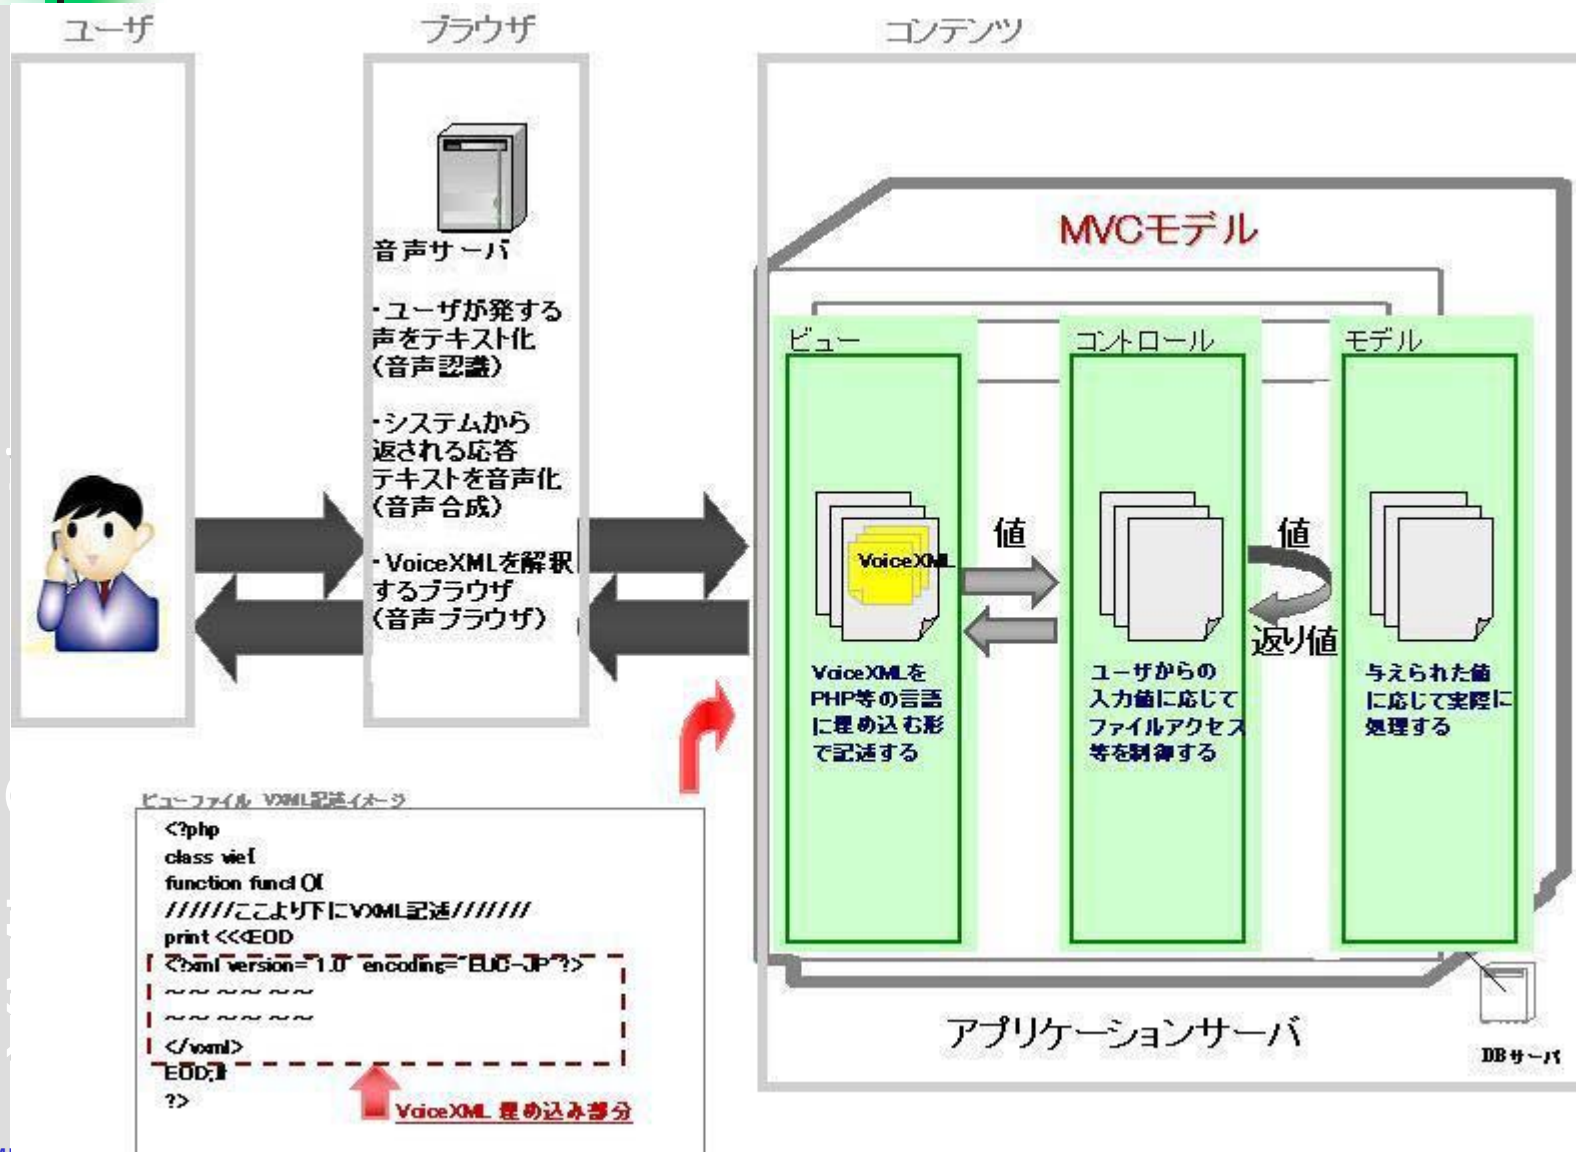 ユーザ
ブラウザ
コンテンツ
音声サーバ
・ユーザが発する
声をテキスト化
(音声認識)
・システムから
返される応答
テキストを音声化
(音声合成)
・VoiceXMLを解釈
するブラウザ
(音声ブラウザ)
MVCモデル
ビュー
コントロール
モデル
VoiceXML
値
値
返り値
VoiceXMLを
PHP等の言語
に埋め込む形
で記述する
ユーザからの
入力値に応じて
ファイルアクセス
等を制御する
与えられた値
に応じて実際に
処理する
アプリケーションサーバ
DBサーバ
ビューファイル VXML記述イメージ
<?php
class vie{
function func1(){
//////ここより下にVXML記述///////
print <<<EOD
<?xml version="1.0" encoding="EUC-JP"?>
~~~~~~
~~~~~~
</vxml>
EOD;}
?>
VoiceXML 埋め込み部分